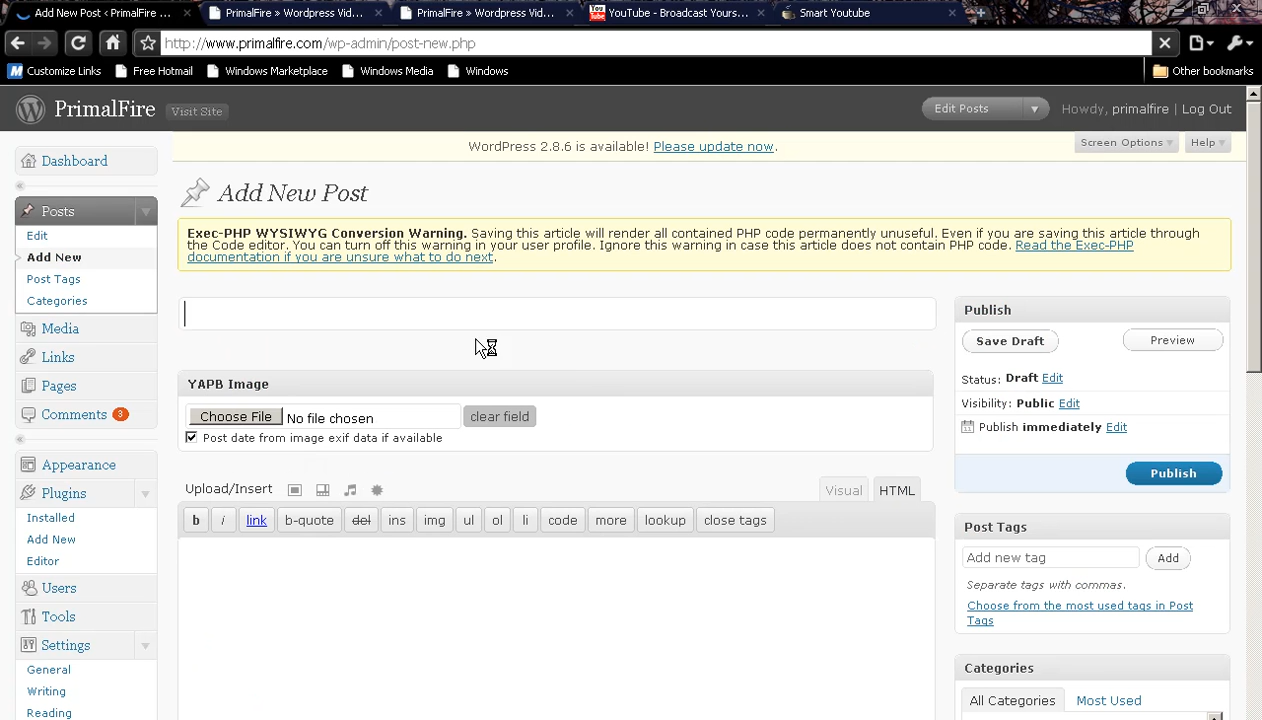 Add New Post ‹ PrimalFire ...
PrimalFire » Wordpress Vid...
PrimalFire » Wordpress Vid...
YouTube - Broadcast Yours...
Smart Youtube
http://www.primalfire.com/wp-admin/post-new.php
Customize Links
Free Hotmail
Windows Marketplace
Windows Media
Windows
Other bookmarks
PrimalFire
Visit Site
Edit Posts
Howdy, primalfire | Log Out
WordPress 2.8.6 is available! Please update now.
Screen Options
Help
Dashboard
Posts
Edit
Add New
Post Tags
Categories
Media
Links
Pages
Comments 3
Appearance
Plugins
Installed
Add New
Editor
Users
Tools
Settings
General
Writing
Reading
Add New Post
Exec-PHP WYSIWYG Conversion Warning. Saving this article will render all contained PHP code permanently unuseful. Even if you are saving this article through
the Code editor. You can turn off this warning in your user profile. Ignore this warning in case this article does not contain PHP code. Read the Exec-PHP
documentation if you are unsure what to do next.
YAPB Image
Choose File No file chosen clear field
Post date from image exif data if available
Upload/Insert
Visual
HTML
b i link b-quote del ins img ul ol li code more lookup close tags
Publish
Save Draft
Preview
Status: Draft Edit
Visibility: Public Edit
Publish immediately Edit
Publish
Post Tags
Add new tag
Add
Separate tags with commas.
Choose from the most used tags in Post
Tags
Categories
All Categories
Most Used